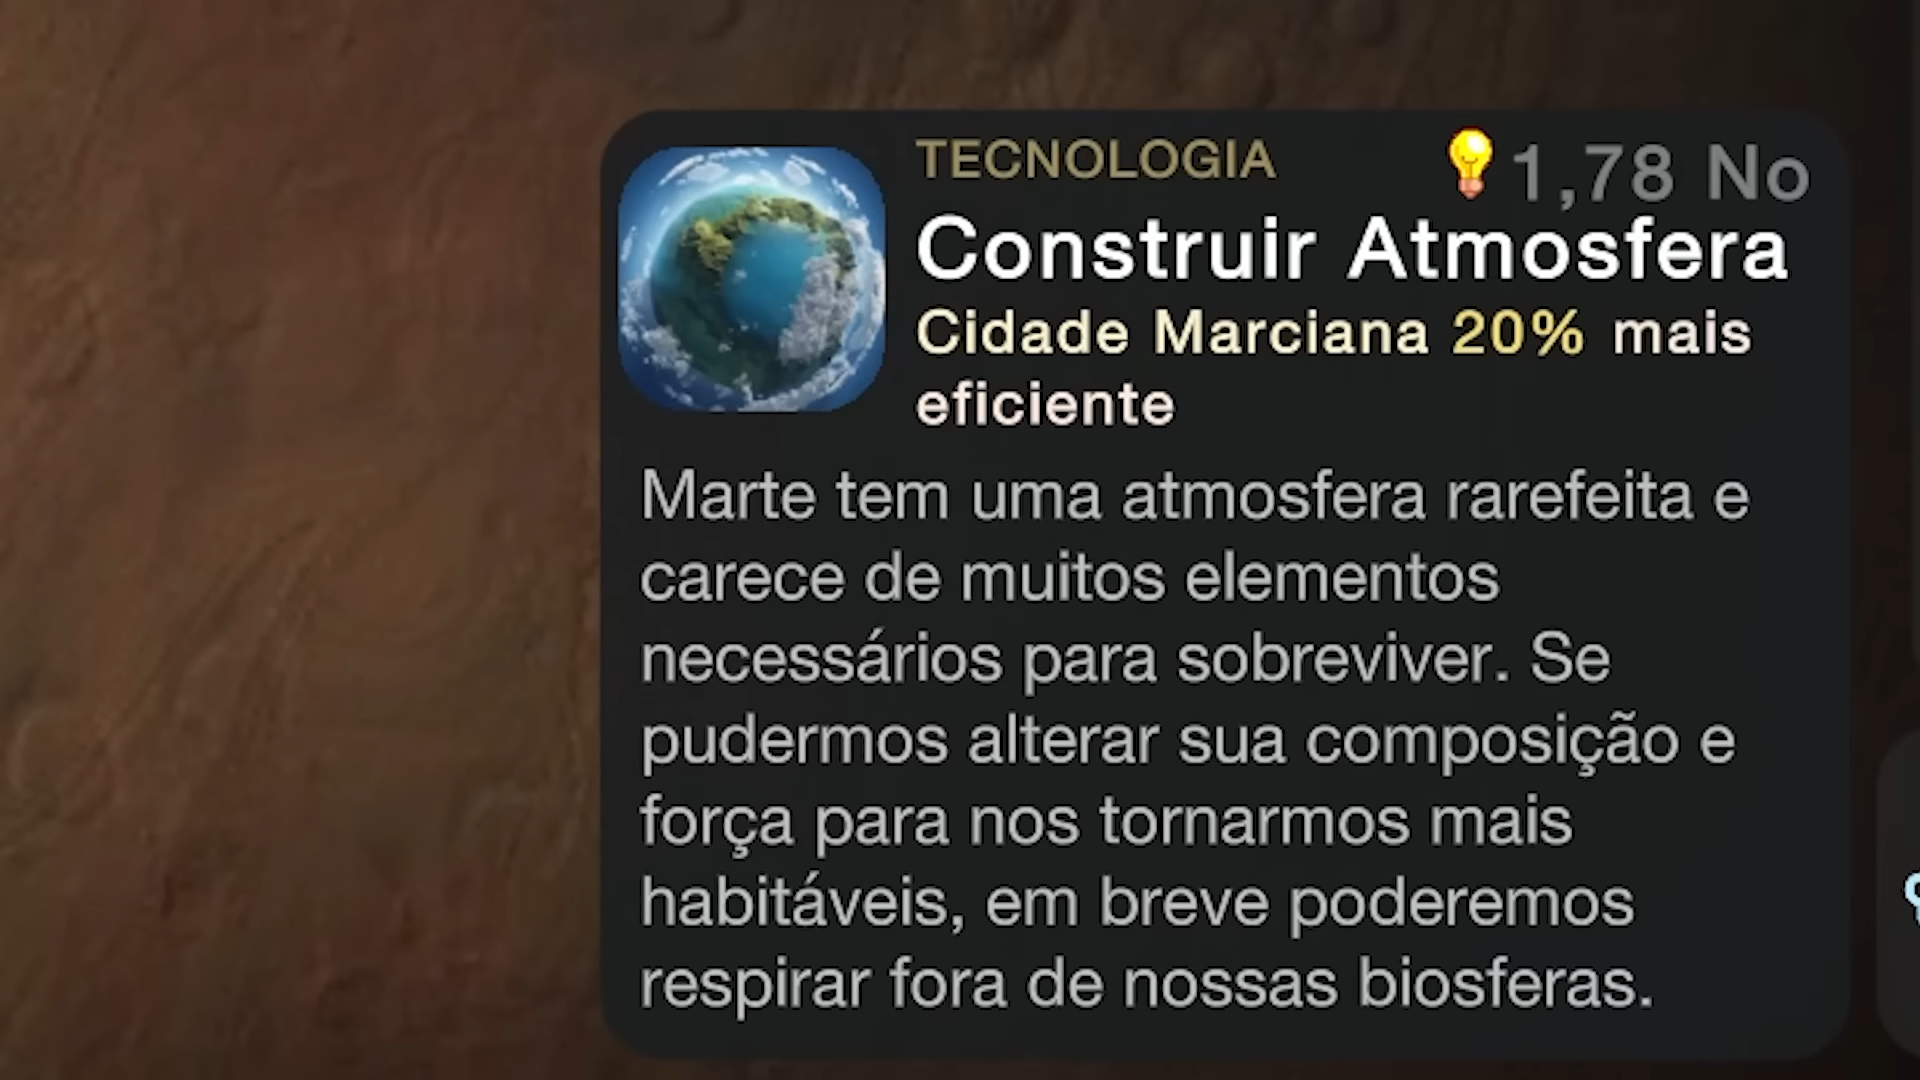 TECNOLOGIA
1,78 No
Construir Atmosfera
Cidade Marciana 20% mais
eficiente
Marte tem uma atmosfera rarefeita e
carece de muitos elementos
necessários para sobreviver. Se
pudermos alterar sua composição e
força para nos tornarmos mais
habitáveis, em breve poderemos
respirar fora de nossas biosferas.